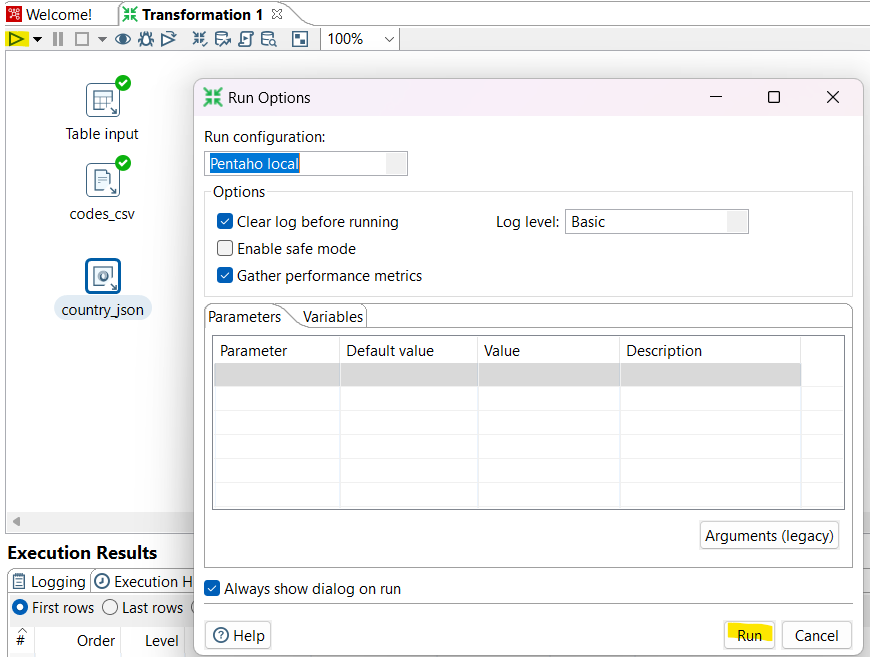 Welcome!
Transformation 1
100%
Table input
codes_csv
country_json
Run Options
Run configuration:
Pentaho local
Options
Clear log before running
Log level: Basic
Enable safe mode
Gather performance metrics
Parameters Variables
Parameter Default value Value Description
Arguments (legacy)
Execution Results
Logging Execution H
Always show dialog on run
First rows Last rows
# Order Level
Help Run Cancel